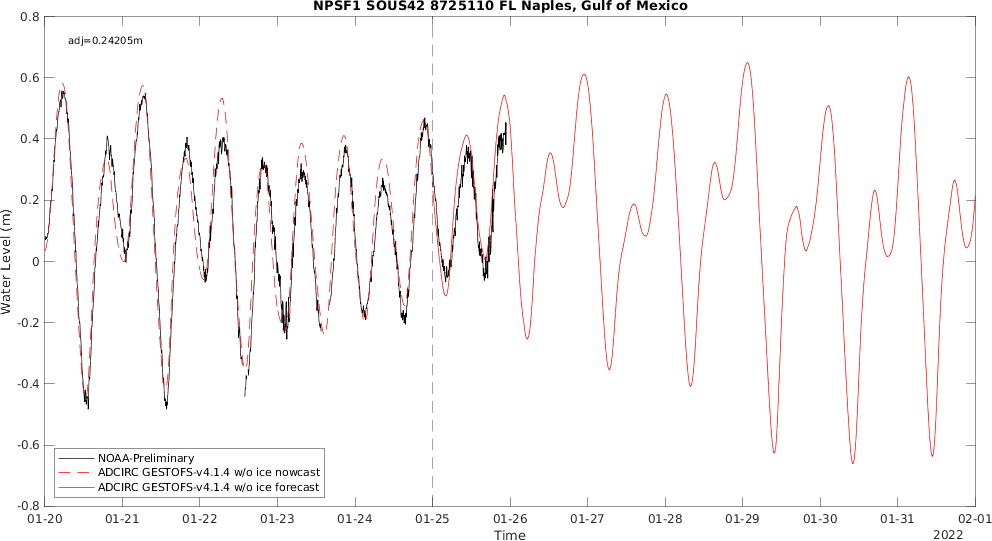 NPSF1 SOUS42 8725110 FL Naples, Gulf of Mexico
adj=0.24205m
0.8
0.6
0.4
0.2
0
-0.2
-0.4
-0.6
-0.8
Water Level (m)
NOAA-Preliminary
ADCIRC GESTOFS-v4.1.4 w/o ice nowcast
ADCIRC GESTOFS-v4.1.4 w/o ice forecast
01-20 01-21 01-22 01-23 01-24 01-25 01-26 01-27 01-28 01-29 01-30 01-31 02-01
Time
2022